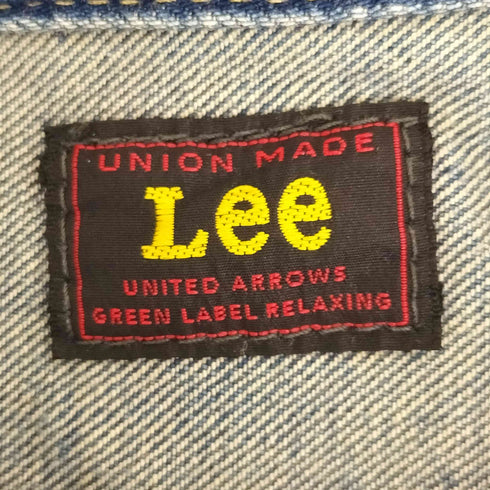 UNION MADE
Lee
UNITED ARROWS
GREEN LABEL RELAXING